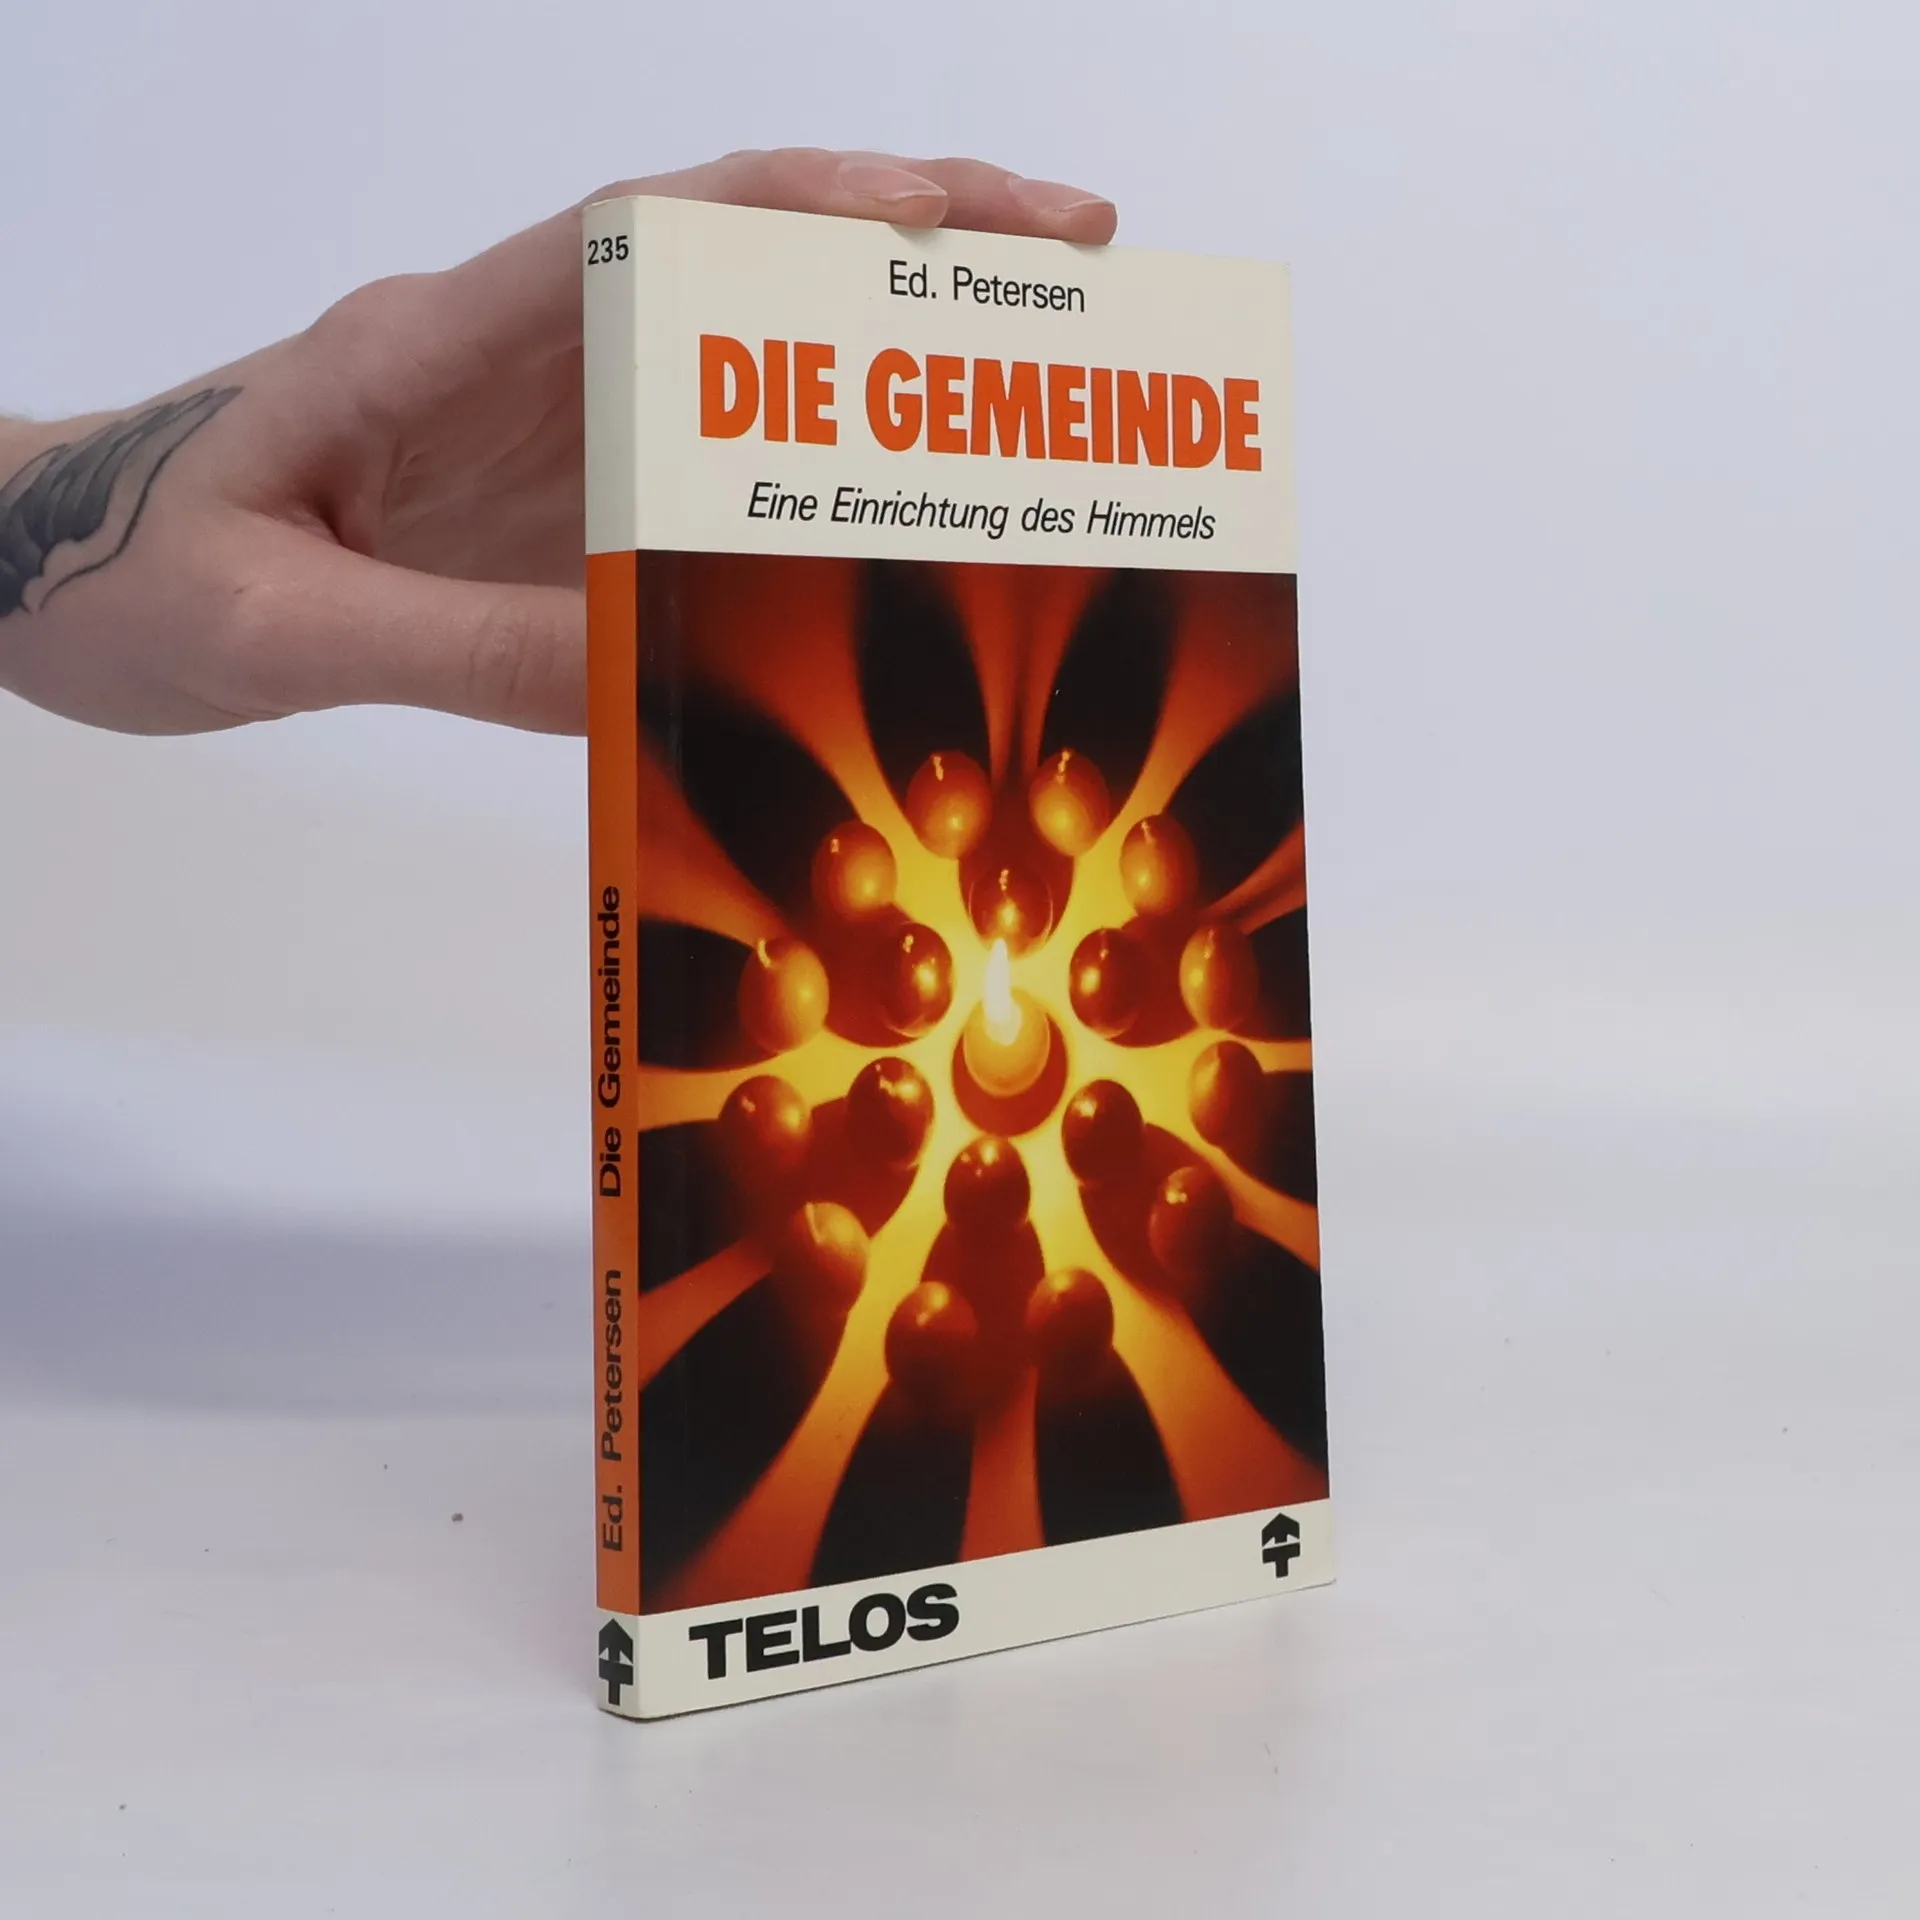 235
Ed. Petersen
DIE GEMEINDE
Eine Einrichtung des Himmels
Ed. Petersen Die Gemeinde
TELOS